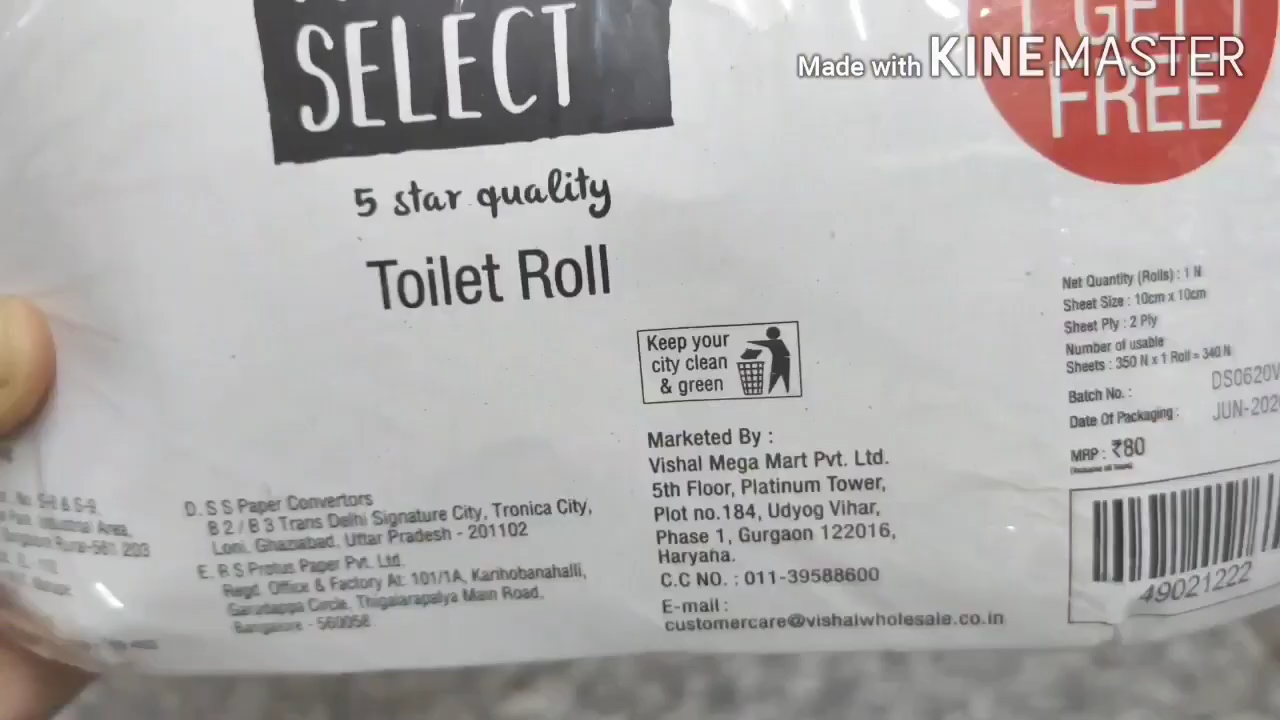 SELECT
5 star quality
Toilet Roll
GET
FREE
Made with KINEMASTER
Keep your
city clean
& green
Net Quantity (Rolls) : 1 N
Sheet Size : 10cm x 10cm
Sheet Ply : 2 Ply
Number of usable
Sheets : 350 N x 1 Roll = 340 N
Batch No. : DS0620V
Date Of Packaging : JUN-202
MRP : ₹80
49021222
Marketed By :
Vishal Mega Mart Pvt. Ltd.
5th Floor, Platinum Tower,
Plot no.184, Udyog Vihar,
Phase 1, Gurgaon 122016,
Haryana.
C.C NO. : 011-39588600
E-mail :
customercare@vishalwholesale.co.in
D. S S Paper Convertors
B 2 / B 3 Trans Delhi Signature City, Tronica City,
Loni, Ghaziabad, Uttar Pradesh - 201102
E. R S Protus Paper Pvt. Ltd.
Regd. Office & Factory At: 101/1A, Karihobanahalli,
Garudappa Circle, Thigalarapalya Main Road,
Bangalore - 560058